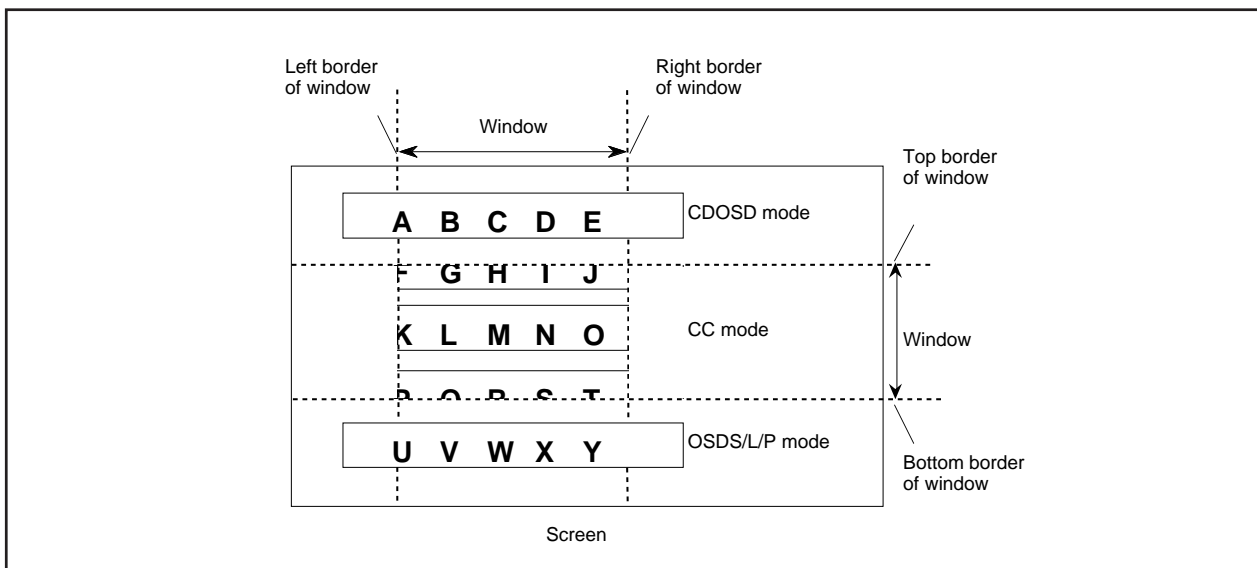 Left border
of window
Right border
of window
Window
Top border
of window
A B C D E
CDOSD mode
F G H I J
K L M N O
CC mode
Window
P Q R S T
U V W X Y
OSDS/L/P mode
Bottom border
of window
Screen